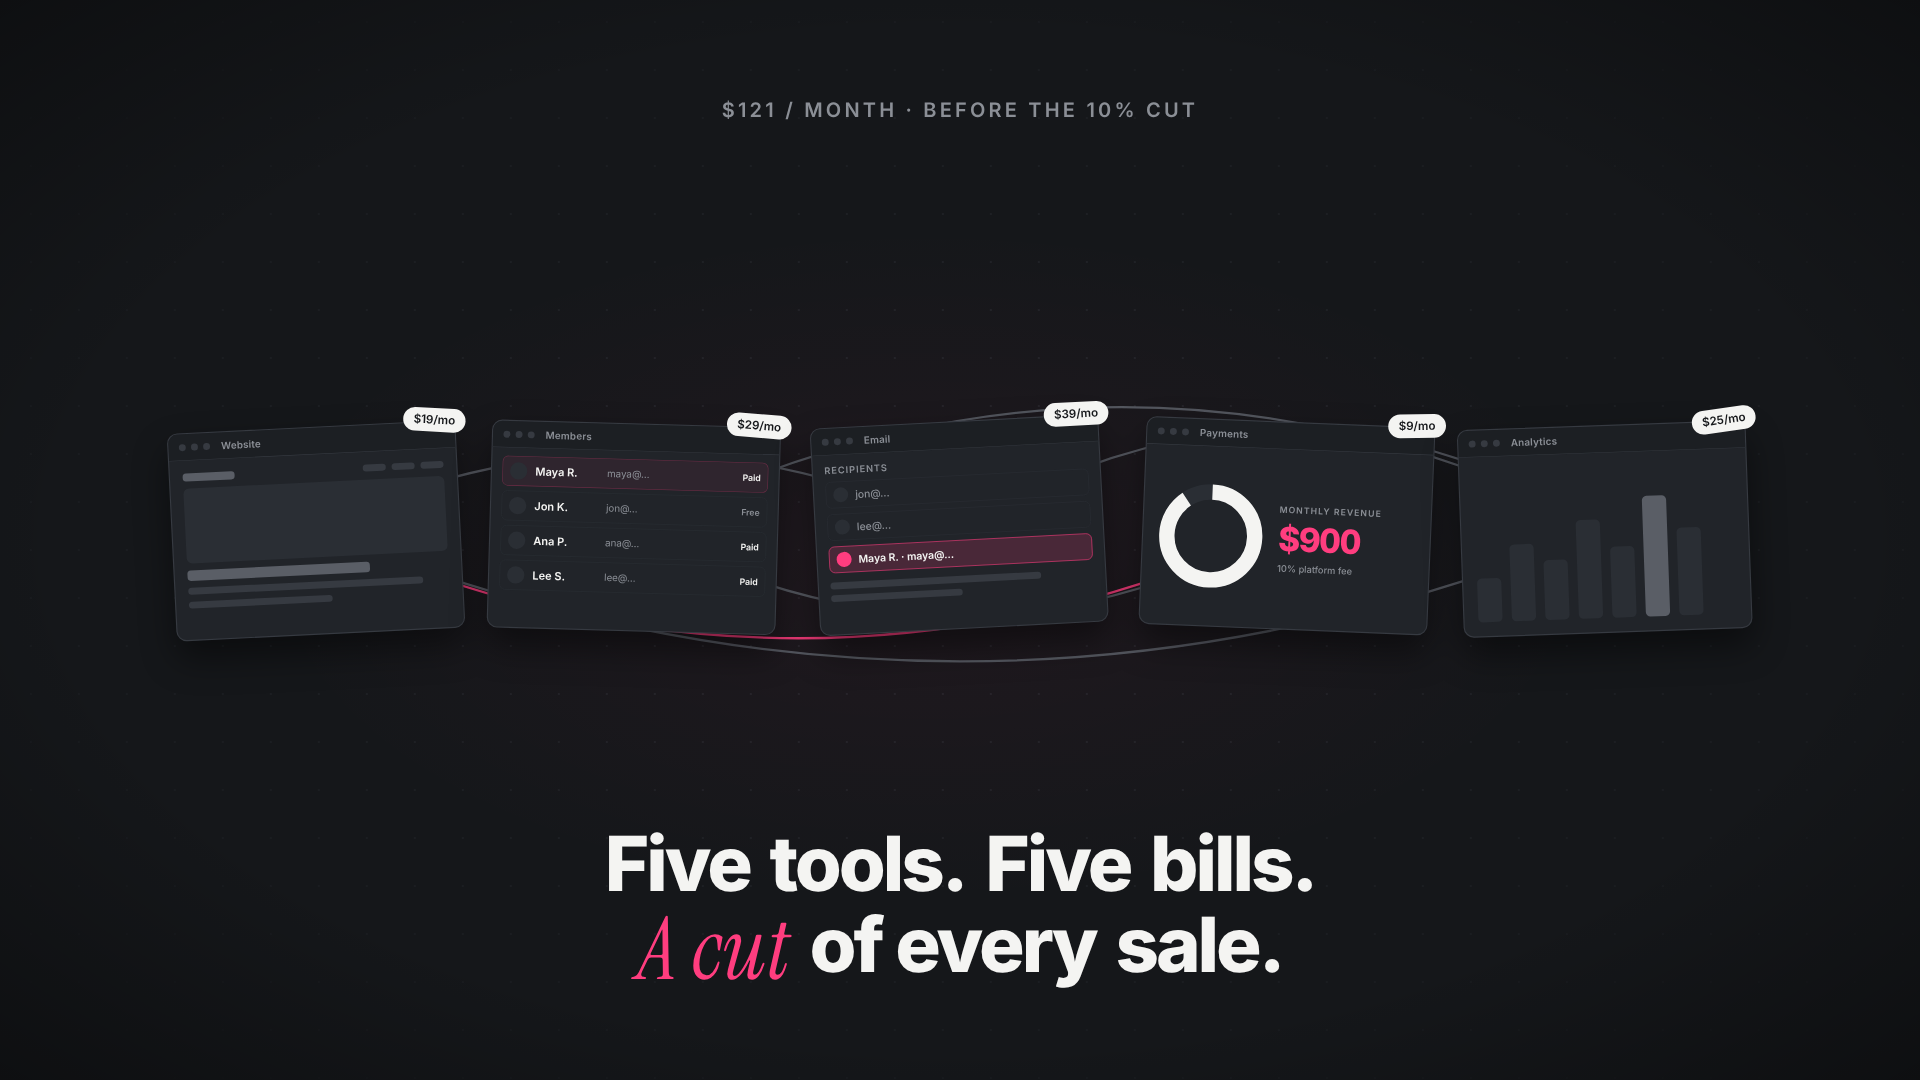 $121 / MONTH · BEFORE THE 10% CUT
Website
$19/mo
Members
$29/mo
Maya R. maya@... Paid
Jon K. jon@... Free
Ana P. ana@... Paid
Lee S. lee@... Paid
Email
$39/mo
RECIPIENTS
jon@...
lee@...
Maya R. · maya@...
Payments
$9/mo
MONTHLY REVENUE
$900
10% platform fee
Analytics
$25/mo
Five tools. Five bills.
A cut of every sale.